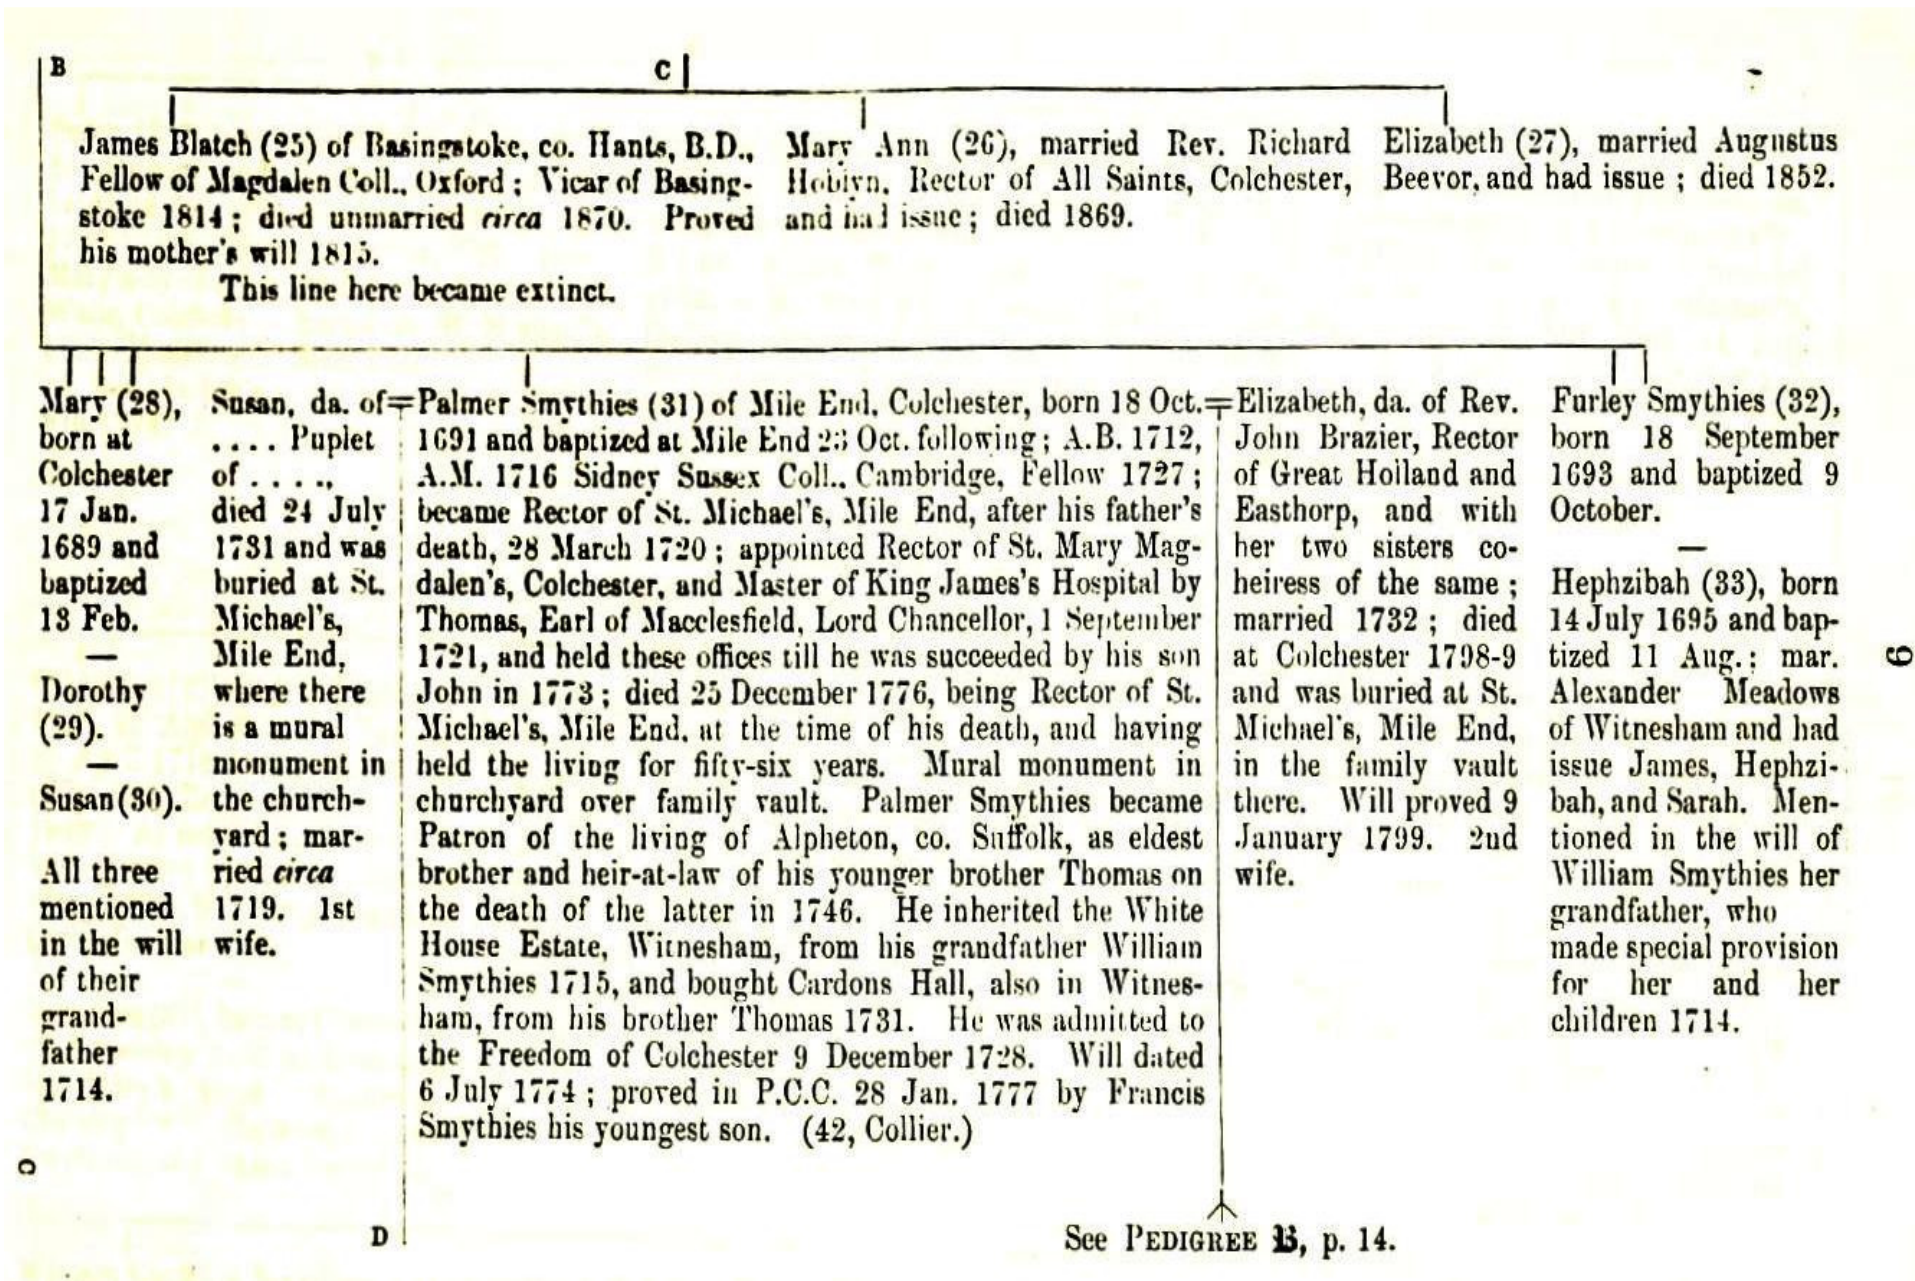 B
C
James Blatch (25) of Basingstoke, co. Hants, B.D.,
Fellow of Magdalen Coll., Oxford ; Vicar of Basing-
stoke 1814 ; died unmarried circa 1870. Proved
his mother's will 1815.
This line here became extinct.
Mary Ann (26), married Rev. Richard
Hoblyn, Rector of All Saints, Colchester,
and had issue ; died 1869.
Elizabeth (27), married Augustus
Beevor, and had issue ; died 1852.
Mary (28),
born at
Colchester
17 Jan.
1689 and
baptized
13 Feb.
—
Dorothy
(29).
—
Susan (30).
All three
mentioned
in the will
of their
grand-
father
1714.
Susan, da. of
.... Puplet
of ....,
died 24 July
1731 and was
buried at St.
Michael's,
Mile End,
where there
is a mural
monument in
the church-
yard ; mar-
ried circa
1719. 1st
wife.
Palmer Smythies (31) of Mile End, Colchester, born 18 Oct.
1691 and baptized at Mile End 23 Oct. following ; A.B. 1712,
A.M. 1716 Sidney Sussex Coll., Cambridge, Fellow 1727 ;
became Rector of St. Michael's, Mile End, after his father's
death, 28 March 1720 ; appointed Rector of St. Mary Mag-
dalen's, Colchester, and Master of King James's Hospital by
Thomas, Earl of Macclesfield, Lord Chancellor, 1 September
1721, and held these offices till he was succeeded by his son
John in 1773 ; died 25 December 1776, being Rector of St.
Michael's, Mile End, at the time of his death, and having
held the living for fifty-six years. Mural monument in
churchyard over family vault. Palmer Smythies became
Patron of the living of Alpheton, co. Suffolk, as eldest
brother and heir-at-law of his younger brother Thomas on
the death of the latter in 1746. He inherited the White
House Estate, Witnesham, from his grandfather William
Smythies 1715, and bought Cardons Hall, also in Witnes-
ham, from his brother Thomas 1731. He was admitted to
the Freedom of Colchester 9 December 1728. Will dated
6 July 1774 ; proved in P.C.C. 28 Jan. 1777 by Francis
Smythies his youngest son. (42, Collier.)
Elizabeth, da. of Rev.
John Brazier, Rector
of Great Holland and
Easthorp, and with
her two sisters co-
heiress of the same ;
married 1732 ; died
at Colchester 1798-9
and was buried at St.
Michael's, Mile End,
in the family vault
there. Will proved 9
January 1799. 2nd
wife.
Furley Smythies (32),
born 18 September
1693 and baptized 9
October.
—
Hephzibah (33), born
14 July 1695 and bap-
tized 11 Aug. ; mar.
Alexander Meadows
of Witnesham and had
issue James, Hephzi-
bah, and Sarah. Men-
tioned in the will of
William Smythies her
grandfather, who
made special provision
for her and her
children 1714.
9
C
D
See PEDIGREE B, p. 14.